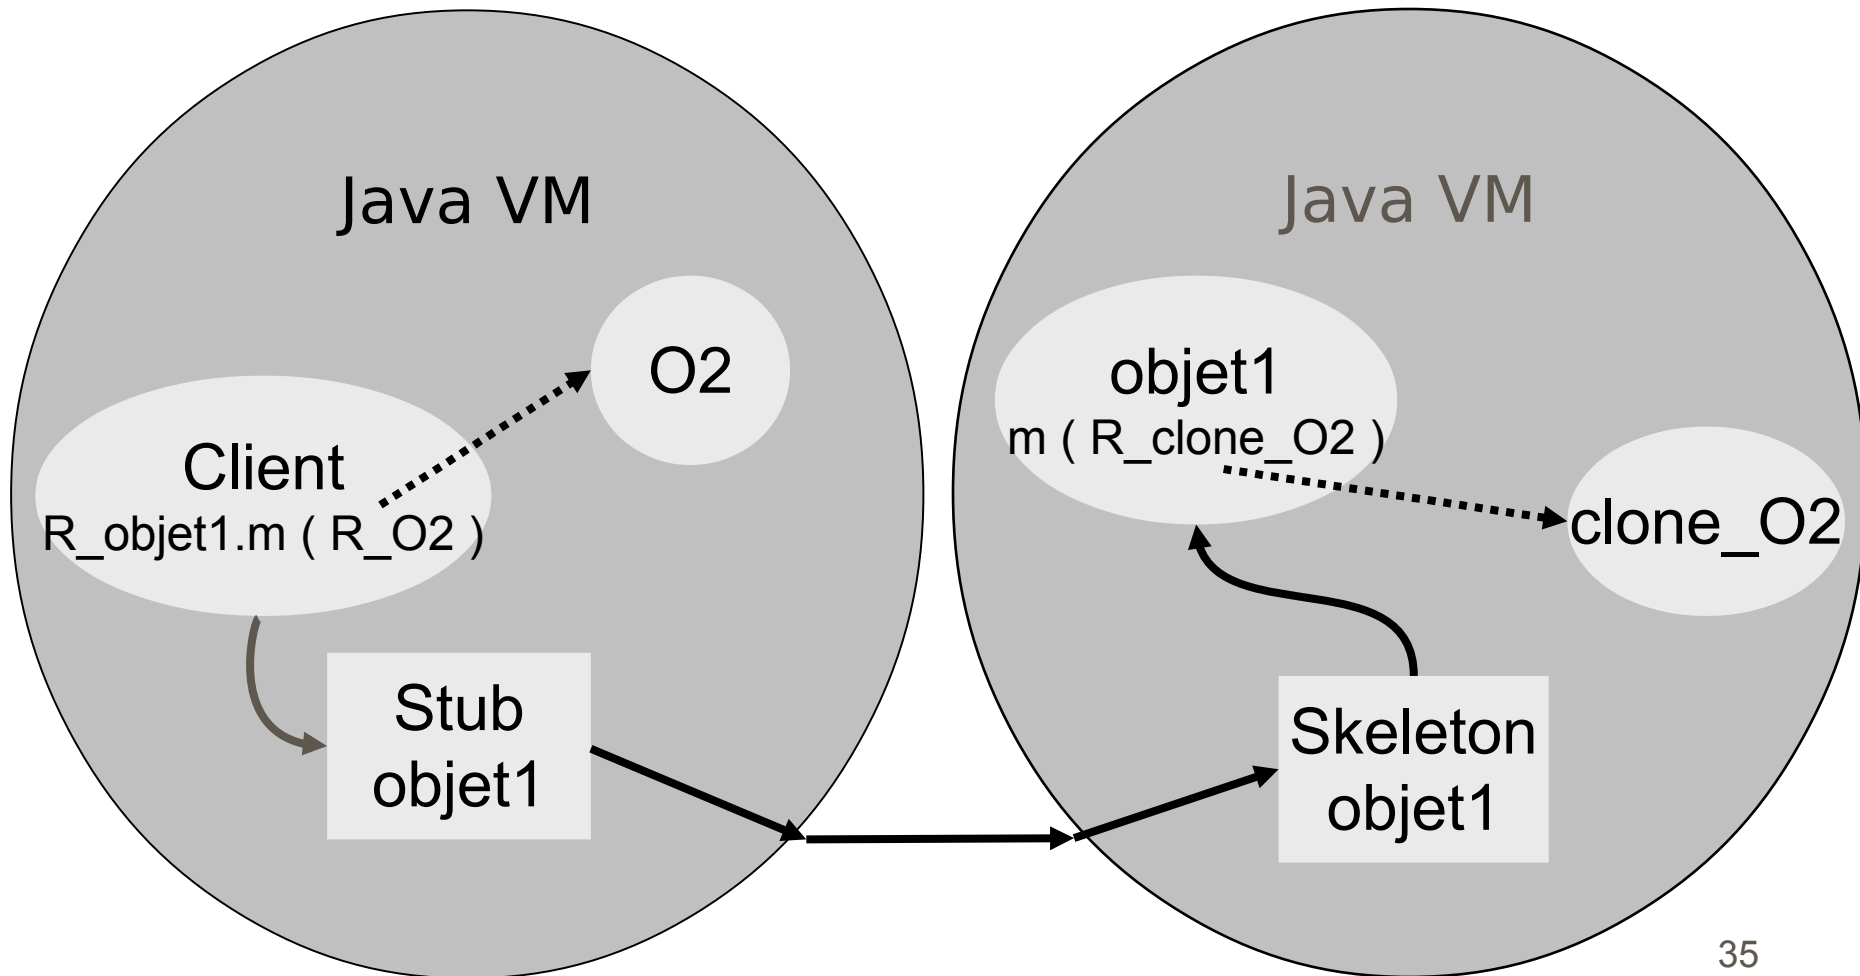 Java VM
O2
Client
R_objet1.m ( R_O2 )
Stub
objet1
Java VM
objet1
m ( R_clone_O2 )
clone_O2
Skeleton
objet1
35